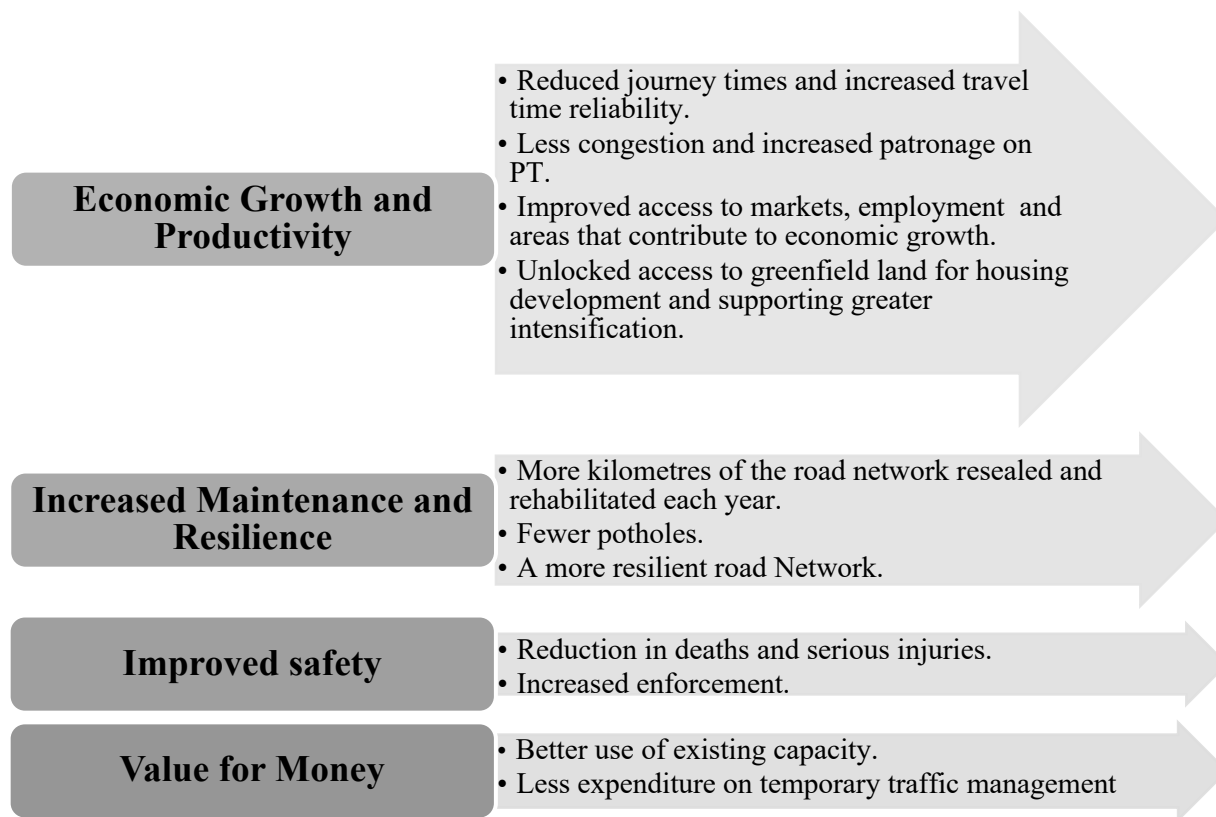 Economic Growth and
Productivity
• Reduced journey times and increased travel
time reliability.
• Less congestion and increased patronage on
PT.
• Improved access to markets, employment  and
areas that contribute to economic growth.
• Unlocked access to greenfield land for housing
development and supporting greater
intensification.
Increased Maintenance and
Resilience
• More kilometres of the road network resealed and
rehabilitated each year.
• Fewer potholes.
• A more resilient road Network.
Improved safety
• Reduction in deaths and serious injuries.
• Increased enforcement.
Value for Money
• Better use of existing capacity.
• Less expenditure on temporary traffic management